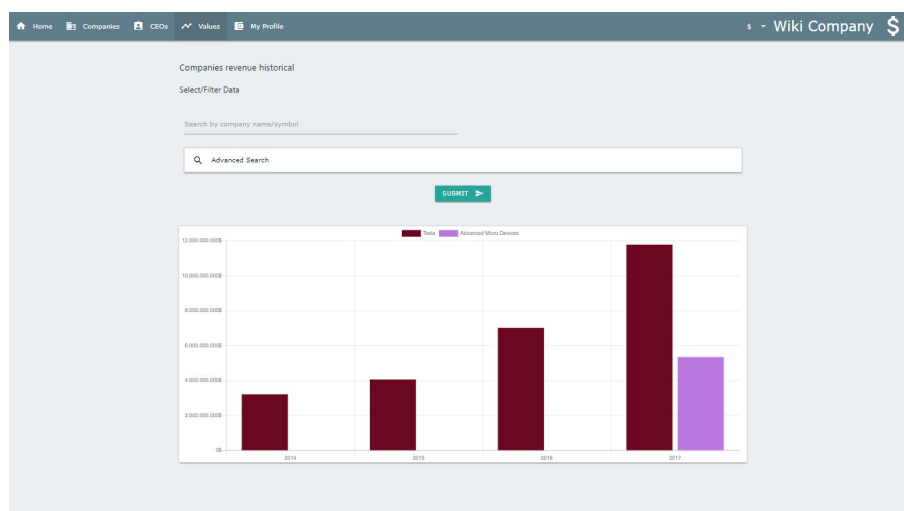 Home Companies CEOs Values My Profile $ Wiki Company $
Companies revenue historical
Select/Filter Data
Search by company name/symbol
Advanced Search
SUBMIT
Tesla Advanced Micro Devices
12.000.000.000$
10.000.000.000$
8.000.000.000$
6.000.000.000$
4.000.000.000$
2.000.000.000$
0$
2014 2015 2016 2017